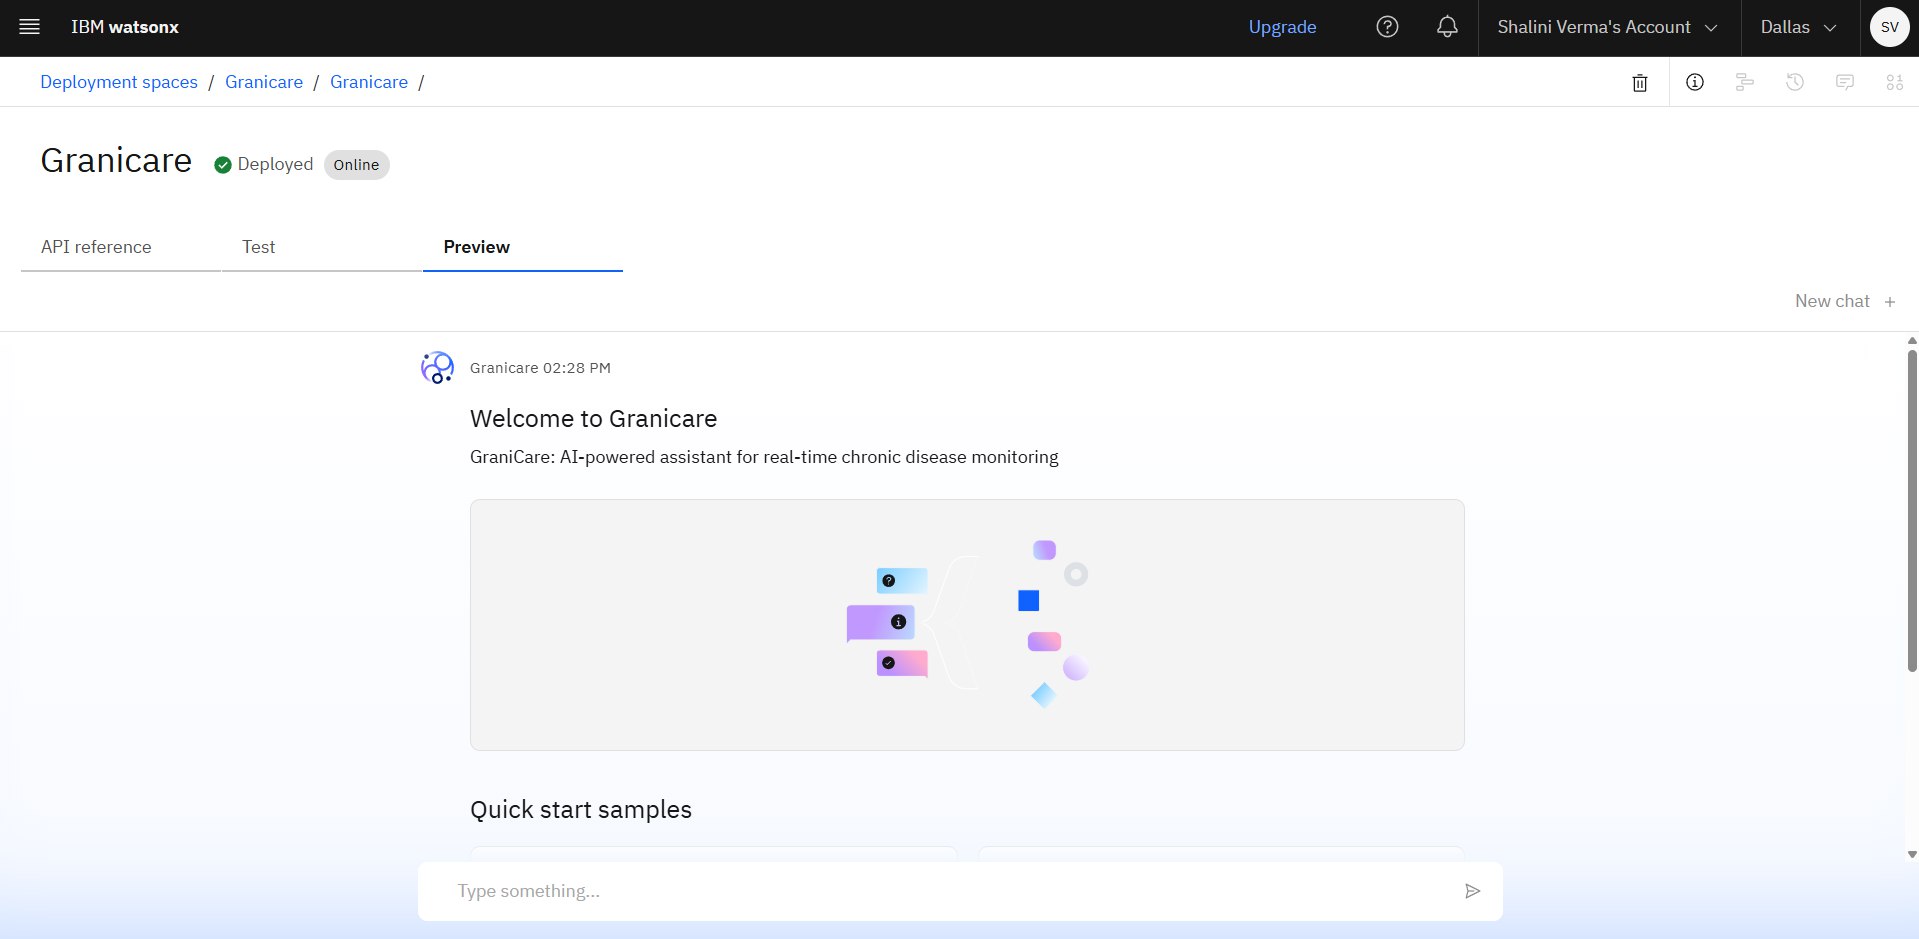 IBM watsonx
Upgrade
Shalini Verma's Account
Dallas
SV
Deployment spaces / Granicare / Granicare /
Granicare
Deployed
Online
API reference
Test
Preview
New chat +
Granicare 02:28 PM
Welcome to Granicare
GraniCare: AI-powered assistant for real-time chronic disease monitoring
Quick start samples
Type something...